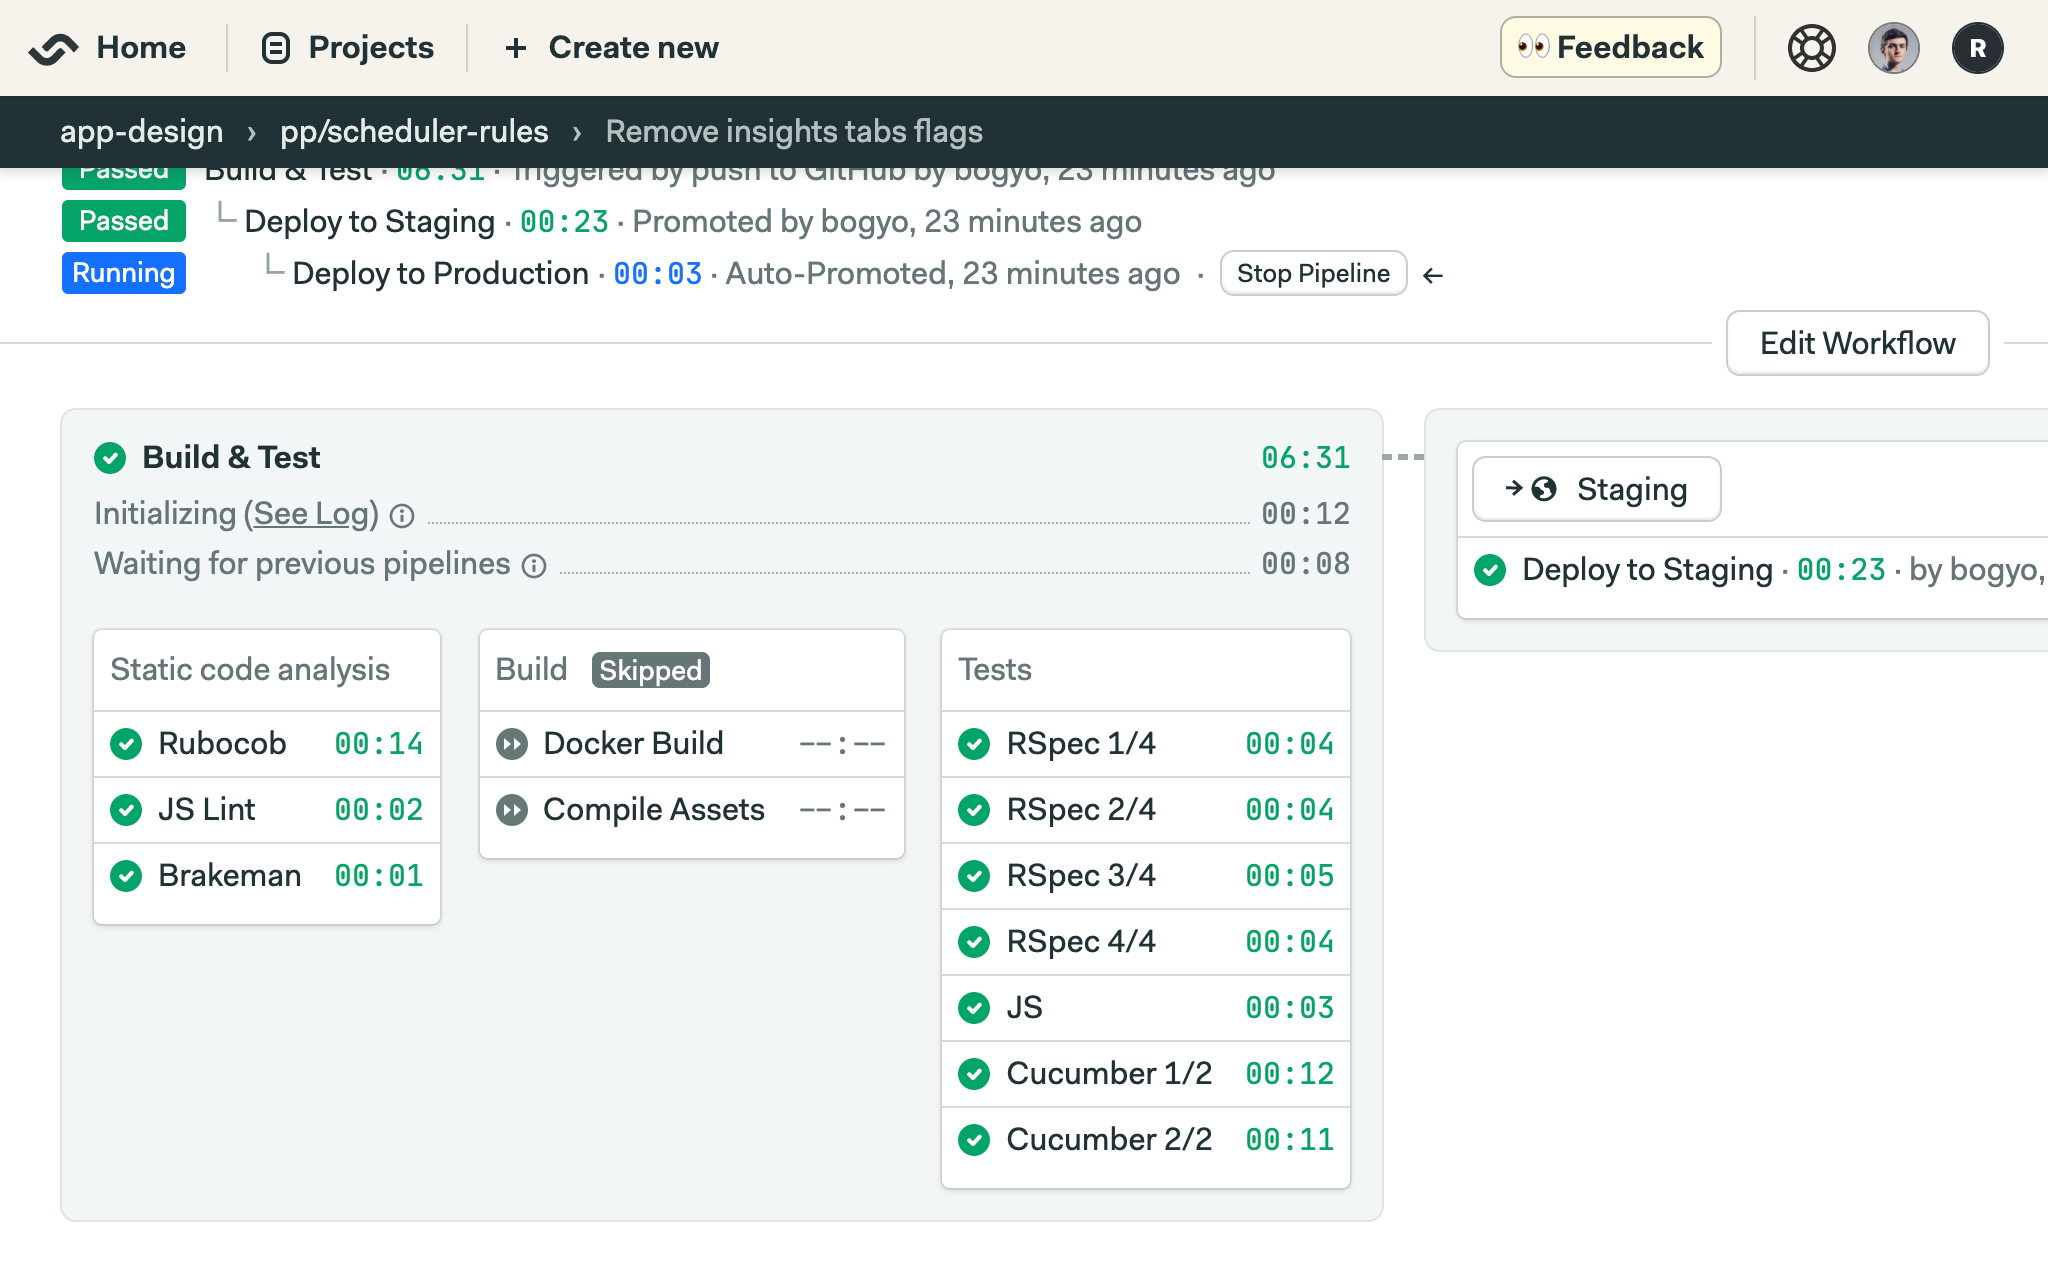 Home
Projects
+ Create new
👀 Feedback
R
app-design › pp/scheduler-rules › Remove insights tabs flags
Passed Build & Test · 06:31 · Triggered by push to GitHub by bogyo, 23 minutes ago
Passed Deploy to Staging · 00:23 · Promoted by bogyo, 23 minutes ago
Running Deploy to Production · 00:03 · Auto-Promoted, 23 minutes ago · Stop Pipeline ←
Edit Workflow
Build & Test 06:31
Initializing (See Log) 00:12
Waiting for previous pipelines 00:08
Static code analysis
Rubocob 00:14
JS Lint 00:02
Brakeman 00:01
Build Skipped
Docker Build --:--
Compile Assets --:--
Tests
RSpec 1/4 00:04
RSpec 2/4 00:04
RSpec 3/4 00:05
RSpec 4/4 00:04
JS 00:03
Cucumber 1/2 00:12
Cucumber 2/2 00:11
→ Staging
Deploy to Staging · 00:23 · by bogyo,